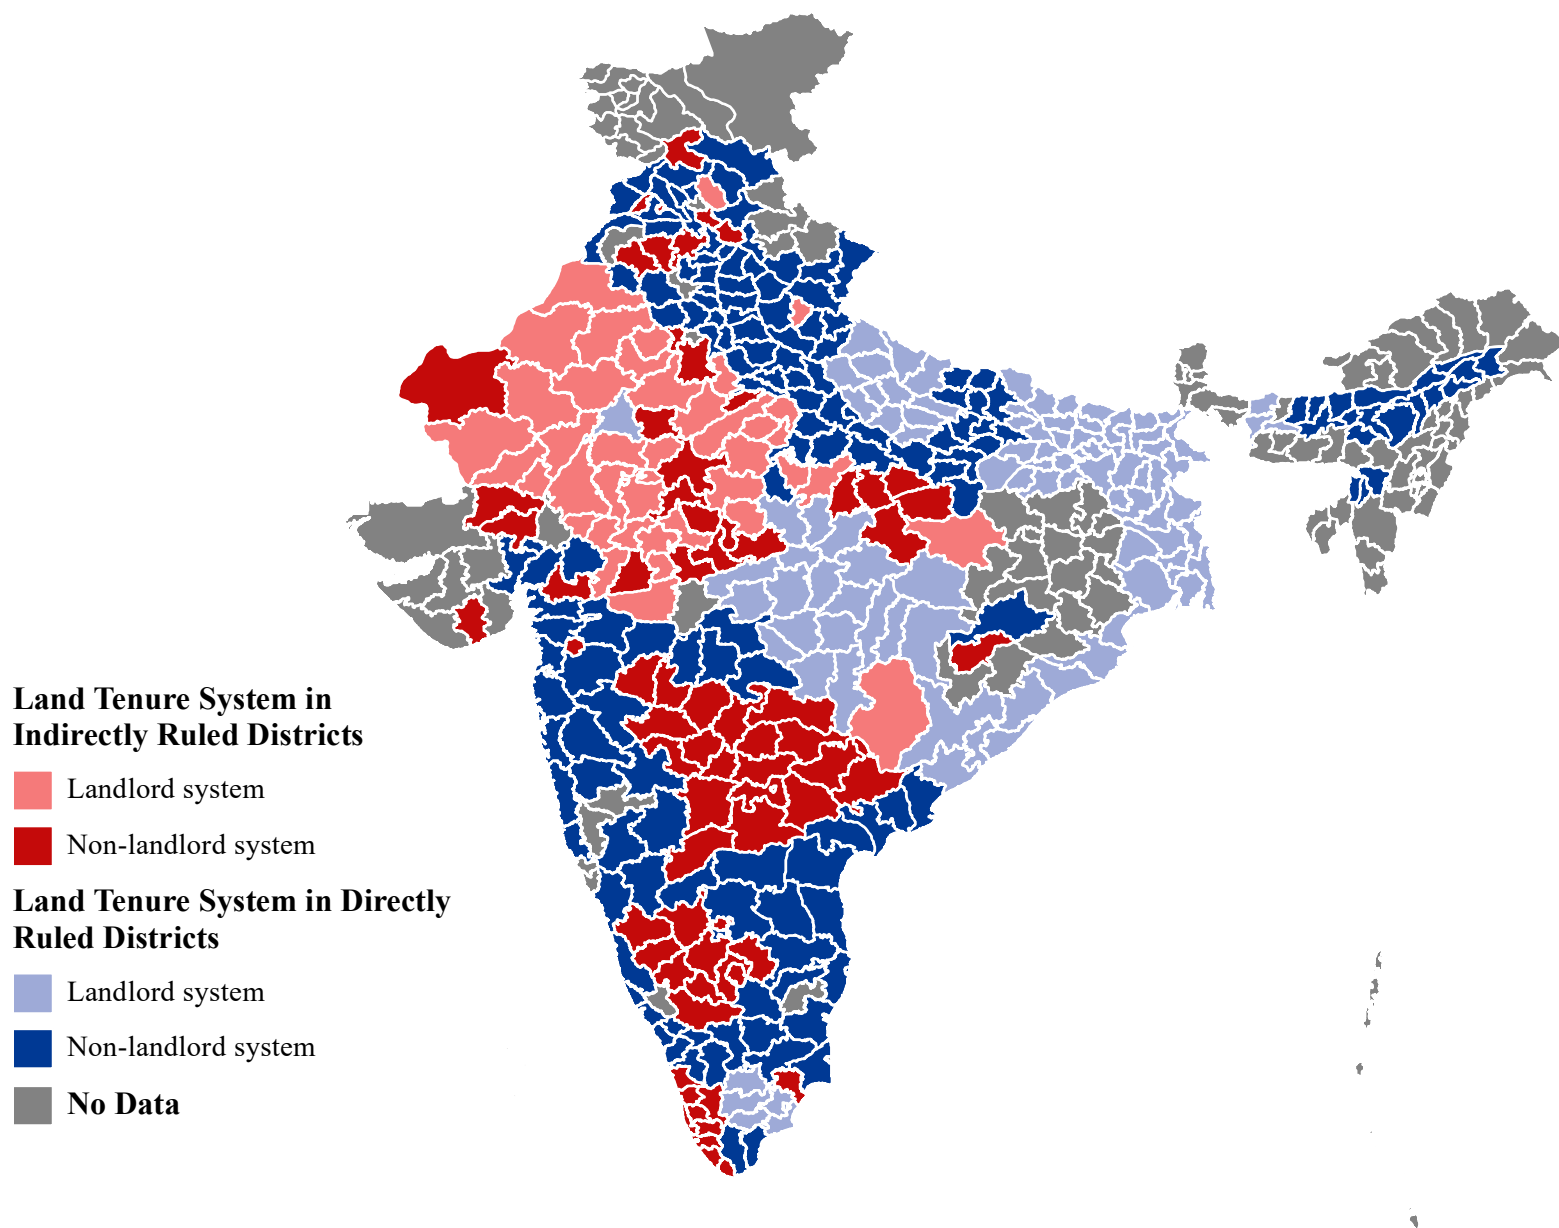 Land Tenure System in
Indirectly Ruled Districts
Landlord system
Non-landlord system
Land Tenure System in Directly
Ruled Districts
Landlord system
Non-landlord system
No Data